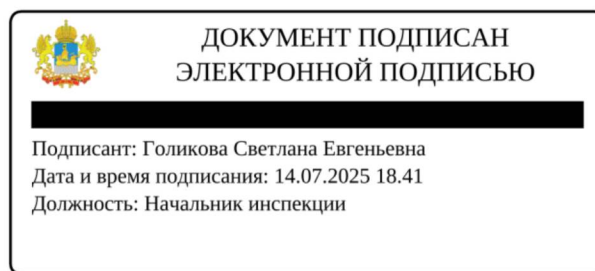 ДОКУМЕНТ ПОДПИСАН
ЭЛЕКТРОННОЙ ПОДПИСЬЮ
Подписант: Голикова Светлана Евгеньевна
Дата и время подписания: 14.07.2025 18.41
Должность: Начальник инспекции